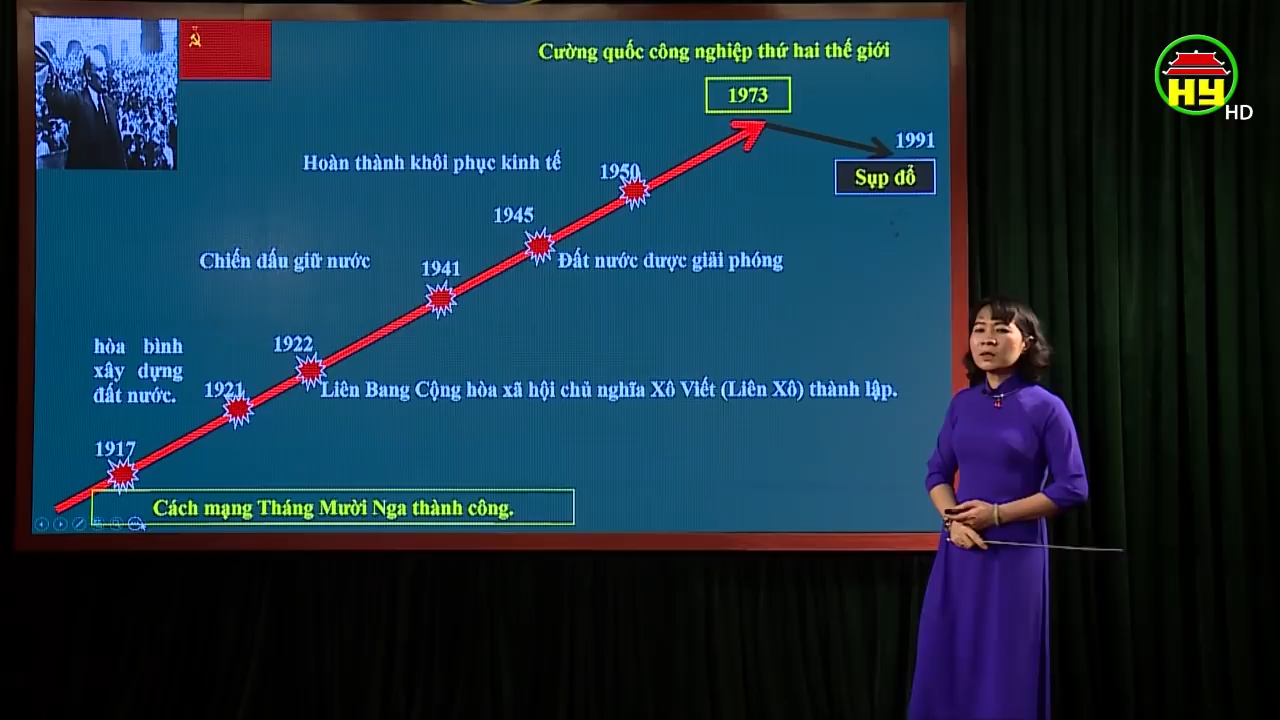 Cường quốc công nghiệp thứ hai thế giới
1973
1991
Sụp đổ
Hoàn thành khôi phục kinh tế
1950
1945
Đất nước được giải phóng
Chiến đấu giữ nước
1941
1922
hòa bình
xây dựng
đất nước.
1921
Liên Bang Cộng hòa xã hội chủ nghĩa Xô Viết (Liên Xô) thành lập.
1917
Cách mạng Tháng Mười Nga thành công.
HY
HD